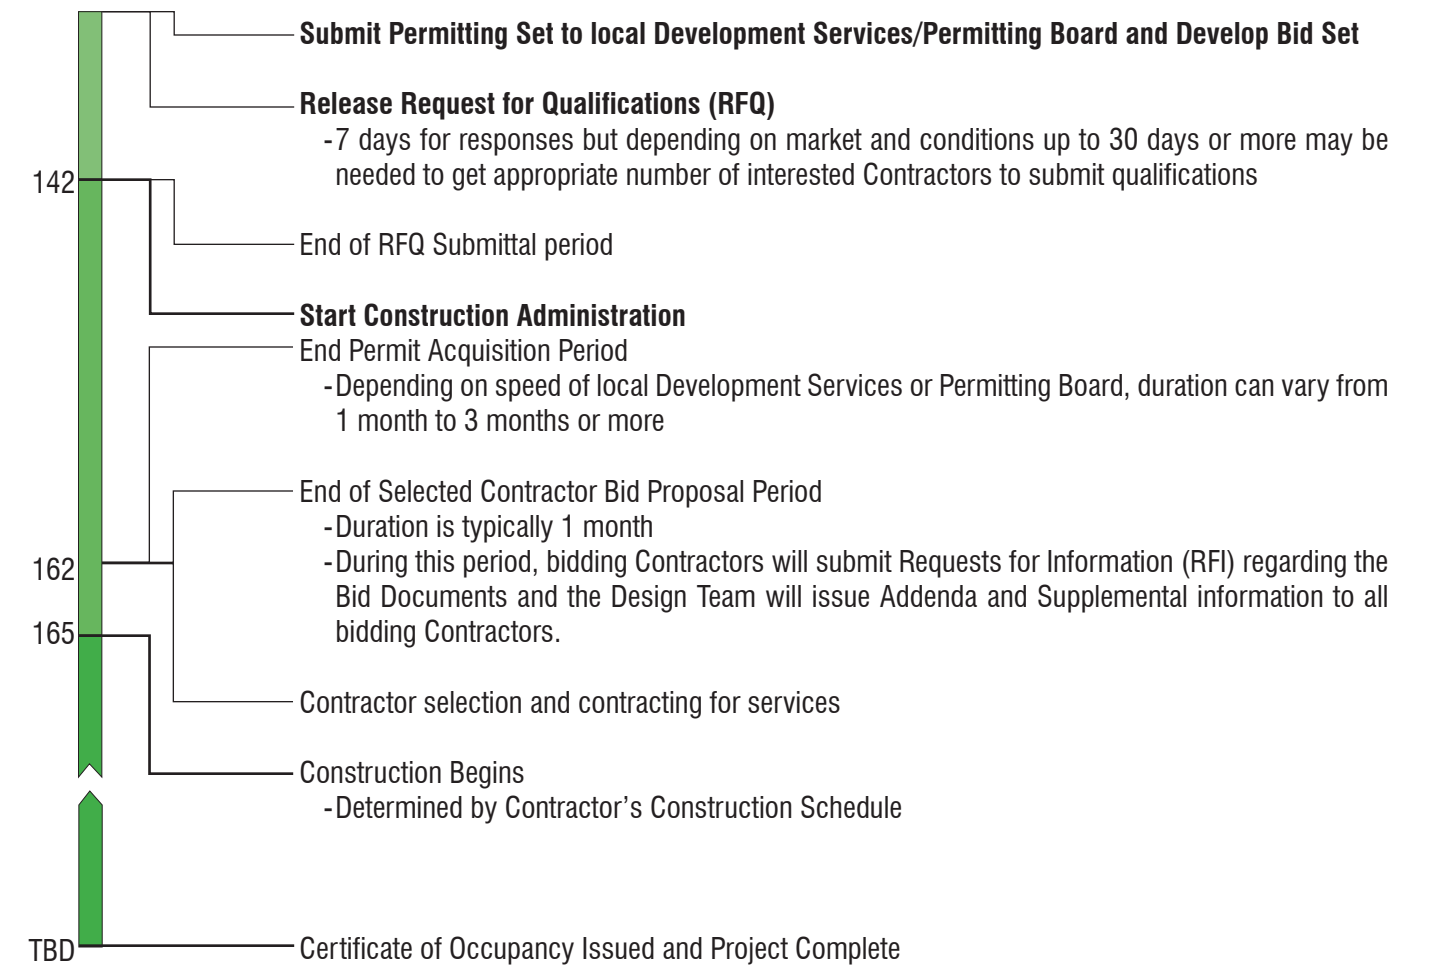 Submit Permitting Set to local Development Services/Permitting Board and Develop Bid Set
Release Request for Qualifications (RFQ)
-7 days for responses but depending on market and conditions up to 30 days or more may be
needed to get appropriate number of interested Contractors to submit qualifications
142
End of RFQ Submittal period
Start Construction Administration
End Permit Acquisition Period
-Depending on speed of local Development Services or Permitting Board, duration can vary from
1 month to 3 months or more
End of Selected Contractor Bid Proposal Period
-Duration is typically 1 month
162
-During this period, bidding Contractors will submit Requests for Information (RFI) regarding the
Bid Documents and the Design Team will issue Addenda and Supplemental information to all
165
bidding Contractors.
Contractor selection and contracting for services
Construction Begins
-Determined by Contractor’s Construction Schedule
TBD
Certificate of Occupancy Issued and Project Complete